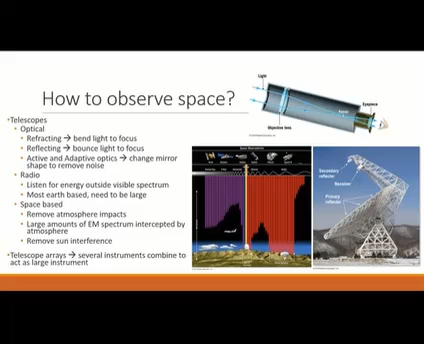 How to observe space?
•Telescopes
• Optical
• Refracting → bend light to focus
• Reflecting → bounce light to focus
• Active and Adaptive optics → change mirror
shape to remove noise
• Radio
• Listen for energy outside visible spectrum
• Most earth based, need to be large
• Space based
• Remove atmosphere impacts
• Large amounts of EM spectrum intercepted by
atmosphere
• Remove sun interference
•Telescope arrays → several instruments combine to
act as large instrument
Light
Focus
Eyepiece
Objective lens
Secondary
reflector
Receiver
Primary
reflector